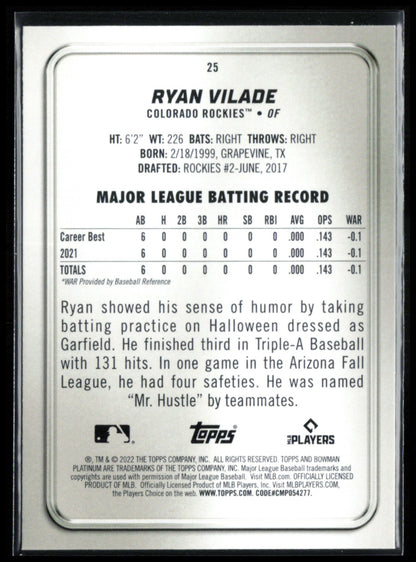 25
RYAN VILADE
COLORADO ROCKIES™ • OF
HT: 6'2" WT: 226 BATS: RIGHT THROWS: RIGHT
BORN: 2/18/1999, GRAPEVINE, TX
DRAFTED: ROCKIES #2-JUNE, 2017
MAJOR LEAGUE BATTING RECORD
AB H 2B 3B HR SB RBI AVG OPS WAR
Career Best 6 0 0 0 0 0 0 .000 .143 -0.1
2021 6 0 0 0 0 0 0 .000 .143 -0.1
TOTALS 6 0 0 0 0 0 0 .000 .143 -0.1
*WAR Provided by Baseball Reference
Ryan showed his sense of humor by taking
batting practice on Halloween dressed as
Garfield. He finished third in Triple-A Baseball
with 131 hits. In one game in the Arizona Fall
League, he had four safeties. He was named
“Mr. Hustle” by teammates.
Topps
MLB PLAYERS
®, TM & © 2022 THE TOPPS COMPANY, INC. ALL RIGHTS RESERVED. TOPPS AND BOWMAN
PLATINUM ARE TRADEMARKS OF THE TOPPS COMPANY, INC. Major League Baseball trademarks and
copyrights are used with permission of Major League Baseball. Visit MLB.com. OFFICIALLY LICENSED
PRODUCT OF MLB. Officially Licensed Product of MLB Players, Inc. Visit MLBPLAYERS.com,
the Players Choice on the web. WWW.TOPPS.COM. CODE#CMP054277.